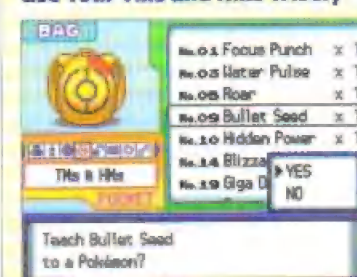 BAG
No.01 Focus Punch x
No.03 Water Pulse x
No.05 Roar x
No.09 Bullet Seed x
No.10 Hidden Power x
No.14 Blizza
No.19 Giga D
YES
NO
TMs & HMs
POCKET
Teach Bullet Seed
to a Pokémon?